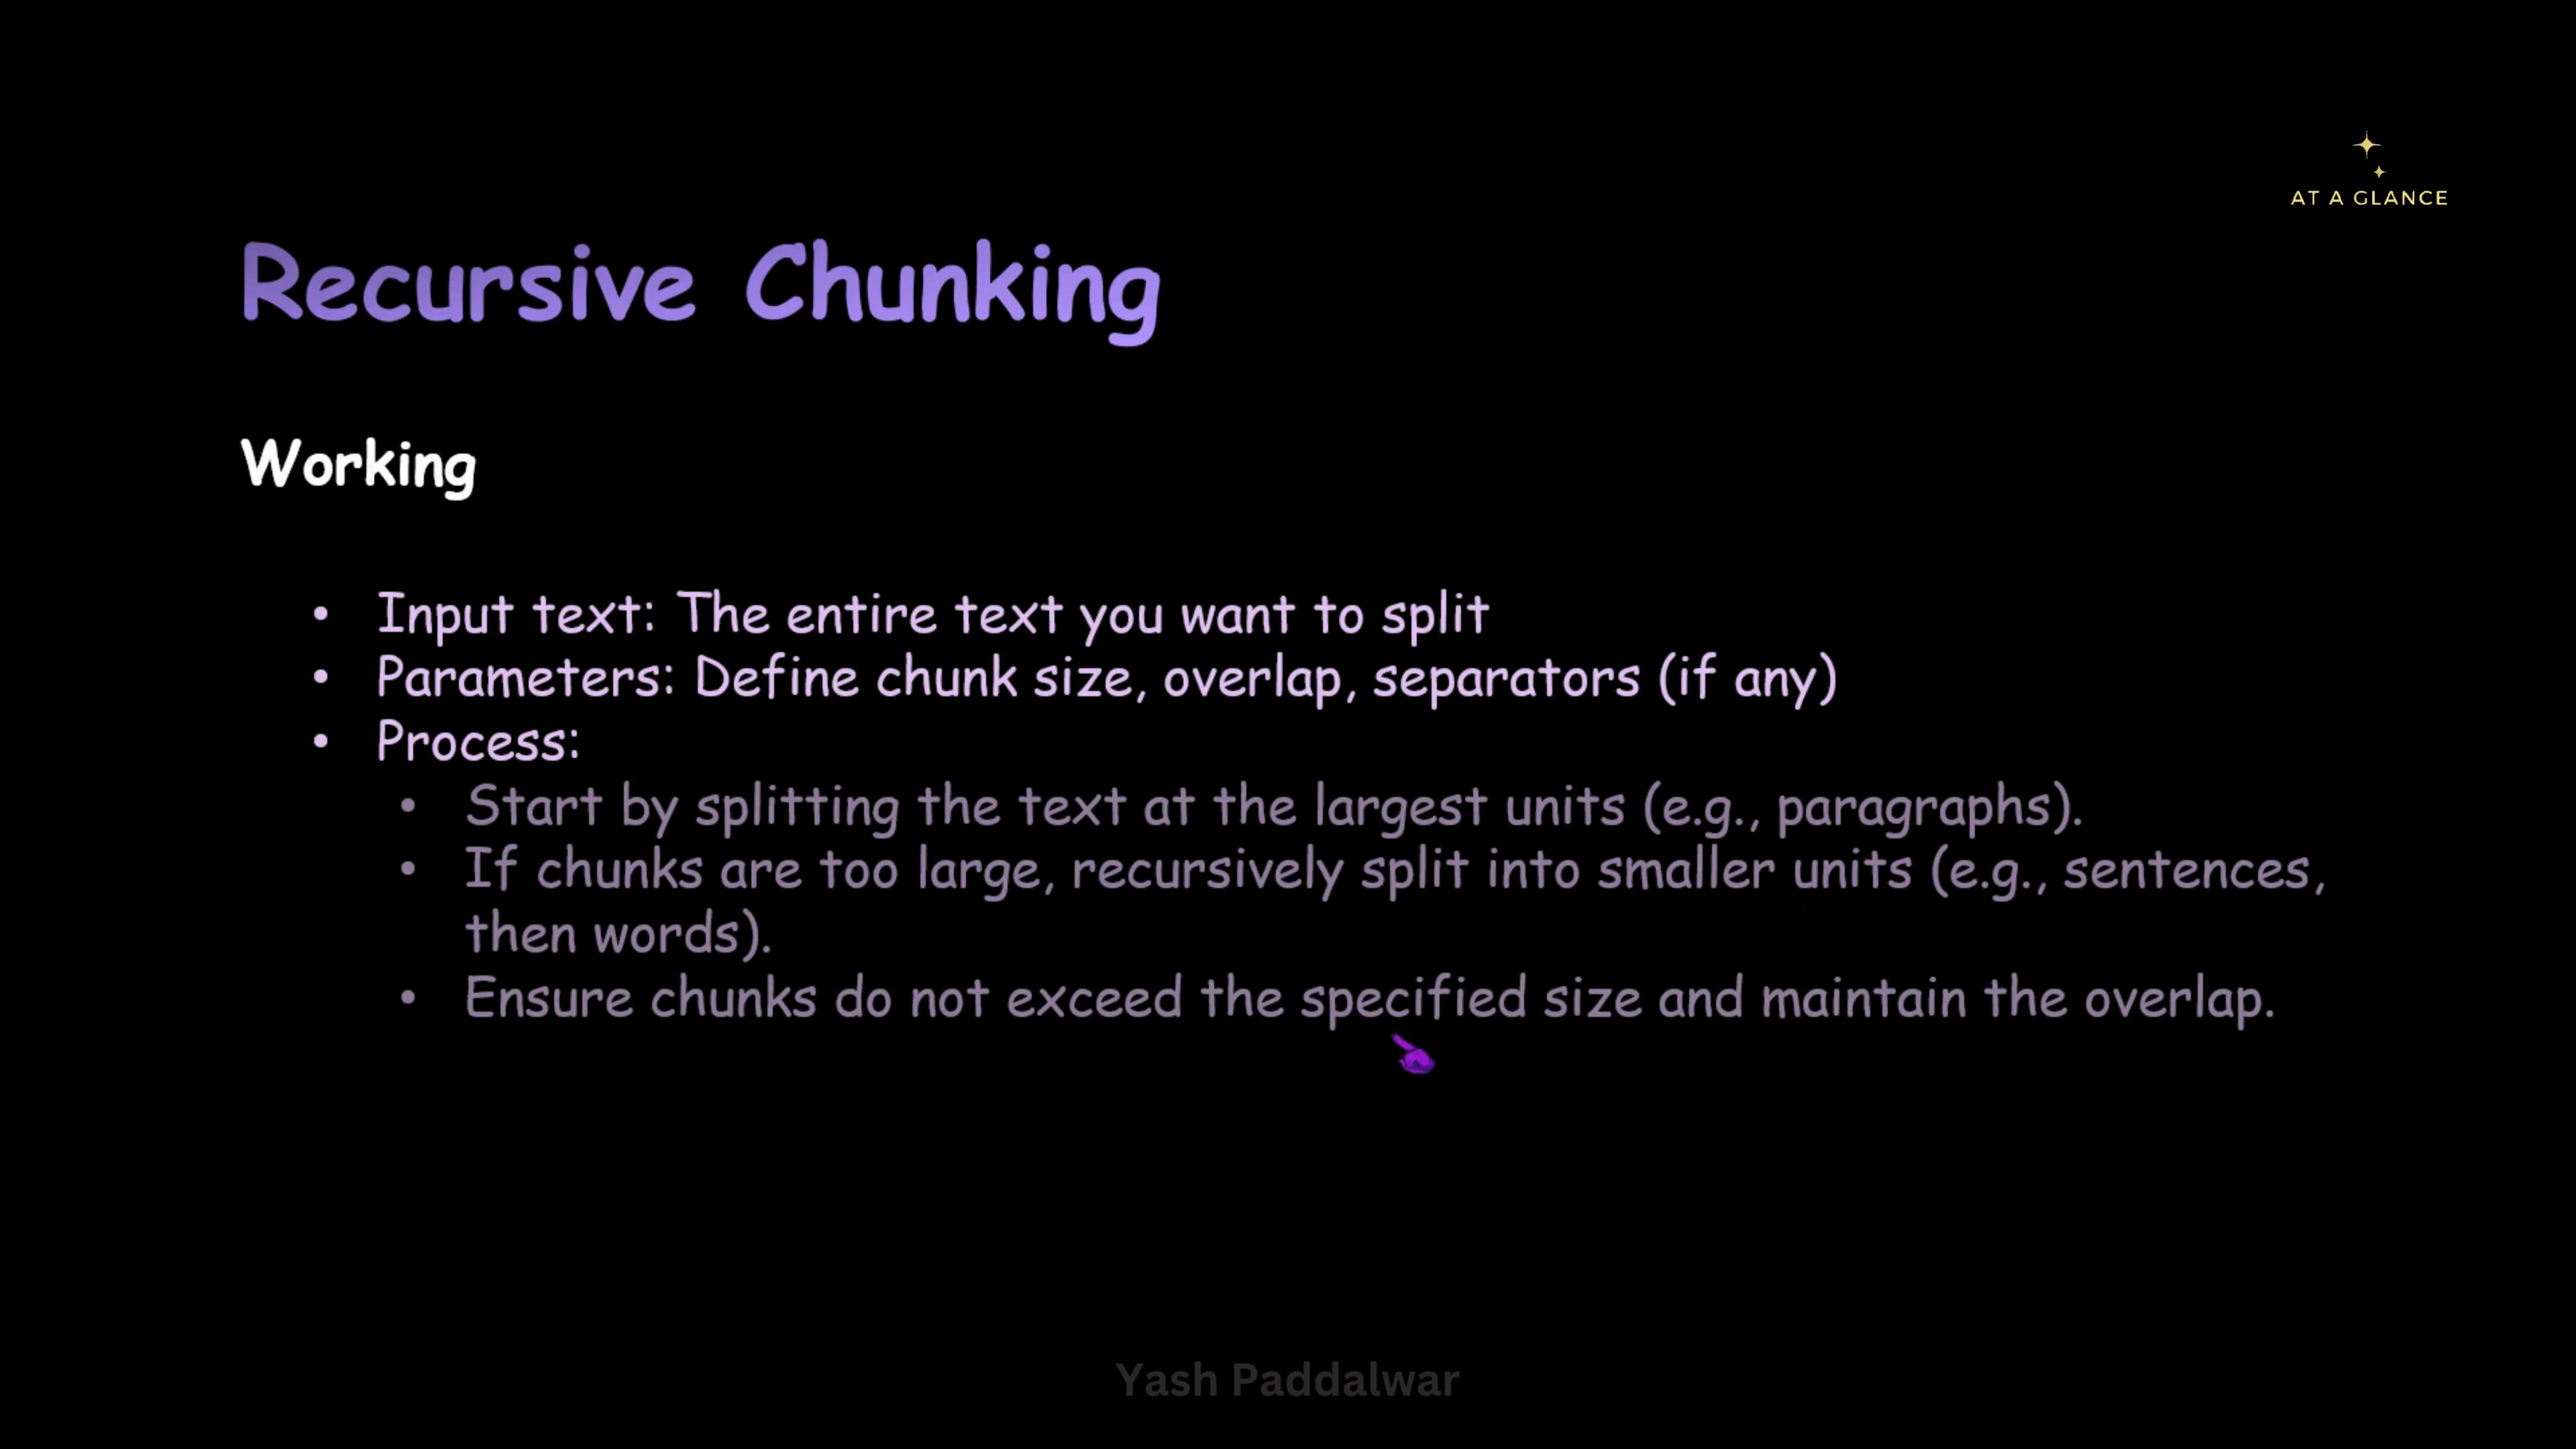 AT A GLANCE
Recursive Chunking
Working
• Input text: The entire text you want to split
• Parameters: Define chunk size, overlap, separators (if any)
• Process:
• Start by splitting the text at the largest units (e.g., paragraphs).
• If chunks are too large, recursively split into smaller units (e.g., sentences,
then words).
• Ensure chunks do not exceed the specified size and maintain the overlap.
Yash Paddalwar